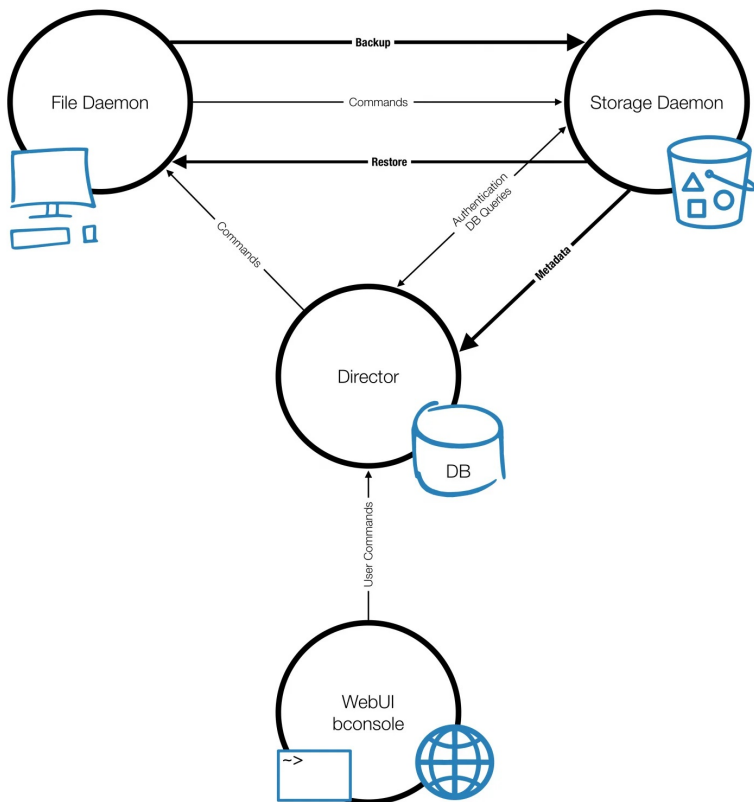 Backup
File Daemon
Commands
Storage Daemon
Restore
Authentication
DB Queries
Commands
Metadata
Director
DB
User Commands
WebUI
bconsole
~>